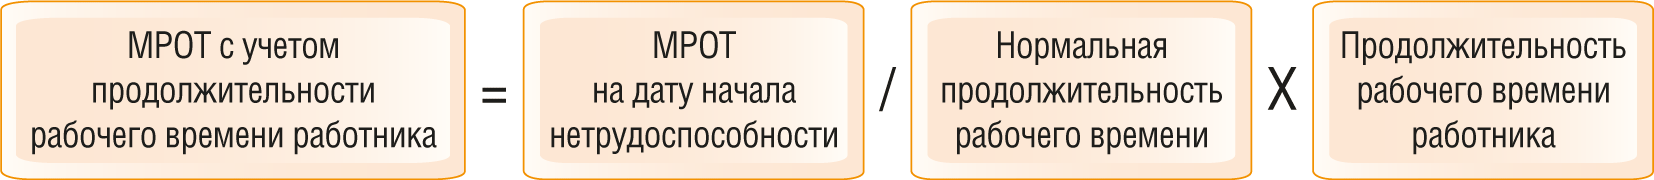 МРОТ с учетом
продолжительности
рабочего времени работника
=
МРОТ
на дату начала
нетрудоспособности
/
Нормальная
продолжительность
рабочего времени
X
Продолжительность
рабочего времени
работника